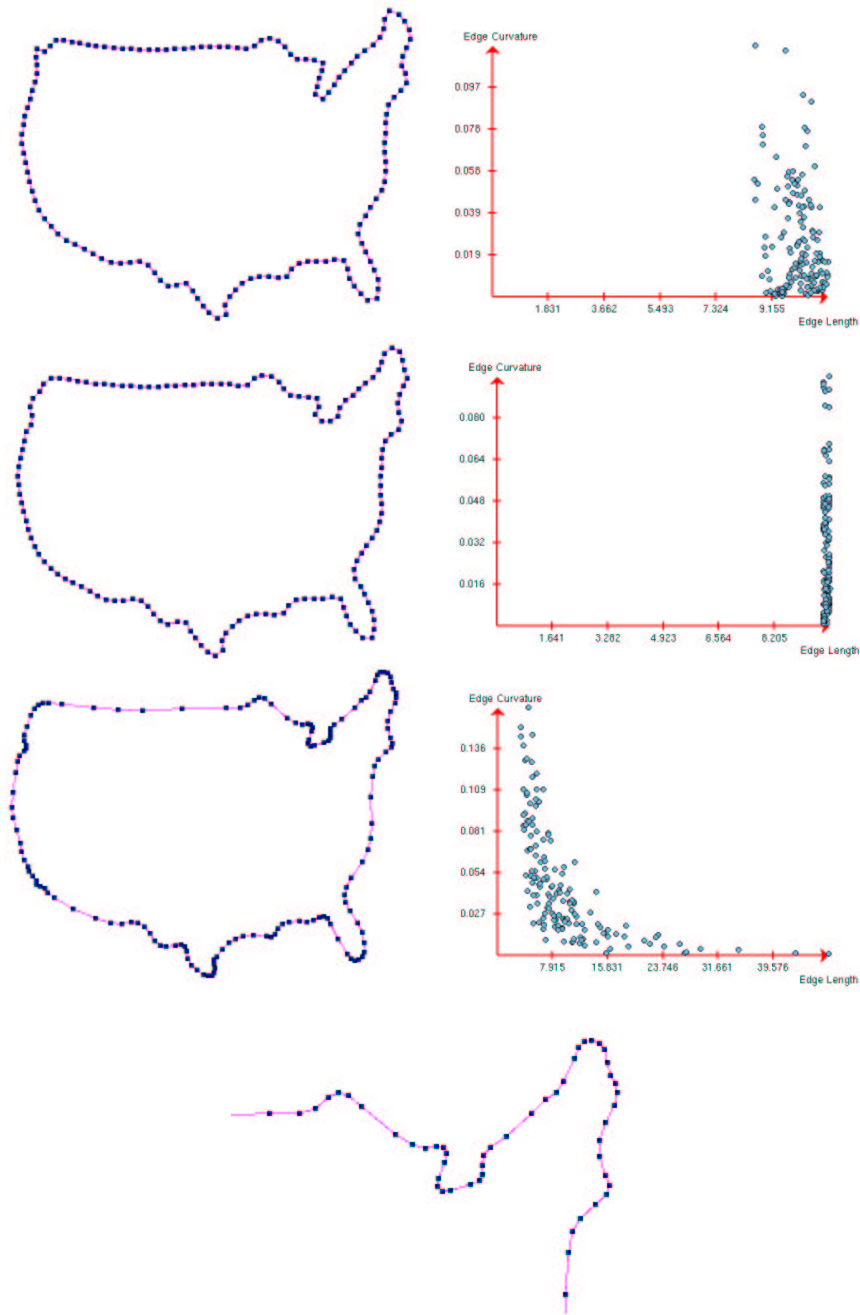 Edge Curvature
0.097
0.078
0.058
0.039
0.019
1.831 3.662 5.493 7.324 9.155
Edge Length
Edge Curvature
0.080
0.064
0.048
0.032
0.016
1.641 3.282 4.923 6.564 8.205
Edge Length
Edge Curvature
0.136
0.109
0.081
0.054
0.027
7.915 15.831 23.746 31.661 39.576
Edge Length